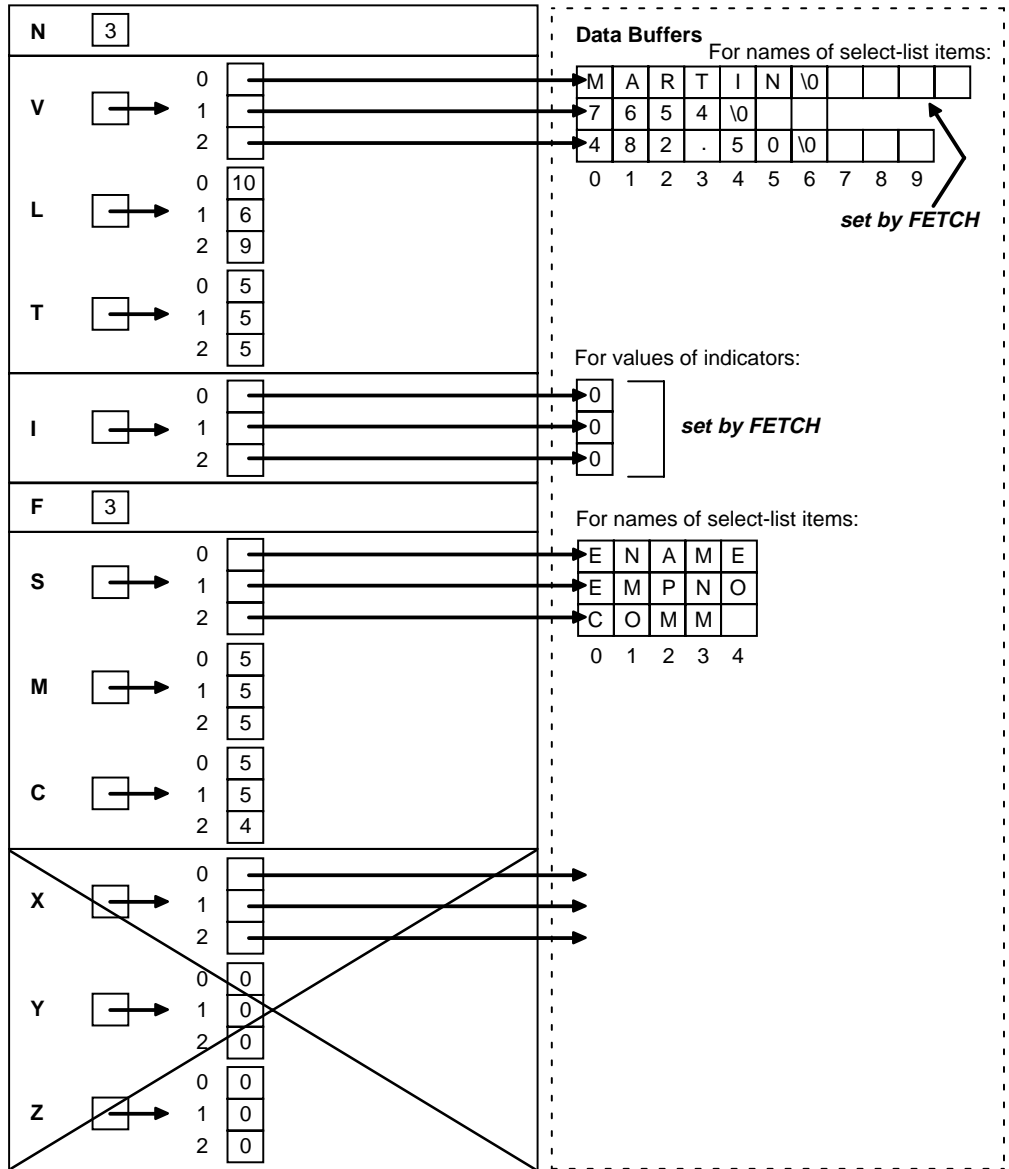 N 3
Data Buffers
For names of select-list items:
V
0 M A R T I N \0
1 7 6 5 4 \0
2 4 8 2 . 5 0 \0
0 1 2 3 4 5 6 7 8 9
set by FETCH
L
0 10
1 6
2 9
T
0 5
1 5
2 5
For values of indicators:
I
0 0
1 0
2 0
set by FETCH
F 3
For names of select-list items:
S
0 E N A M E
1 E M P N O
2 C O M M
0 1 2 3 4
M
0 5
1 5
2 5
C
0 5
1 5
2 4
X
0
1
2
Y
0 0
1 0
2 0
Z
0 0
1 0
2 0